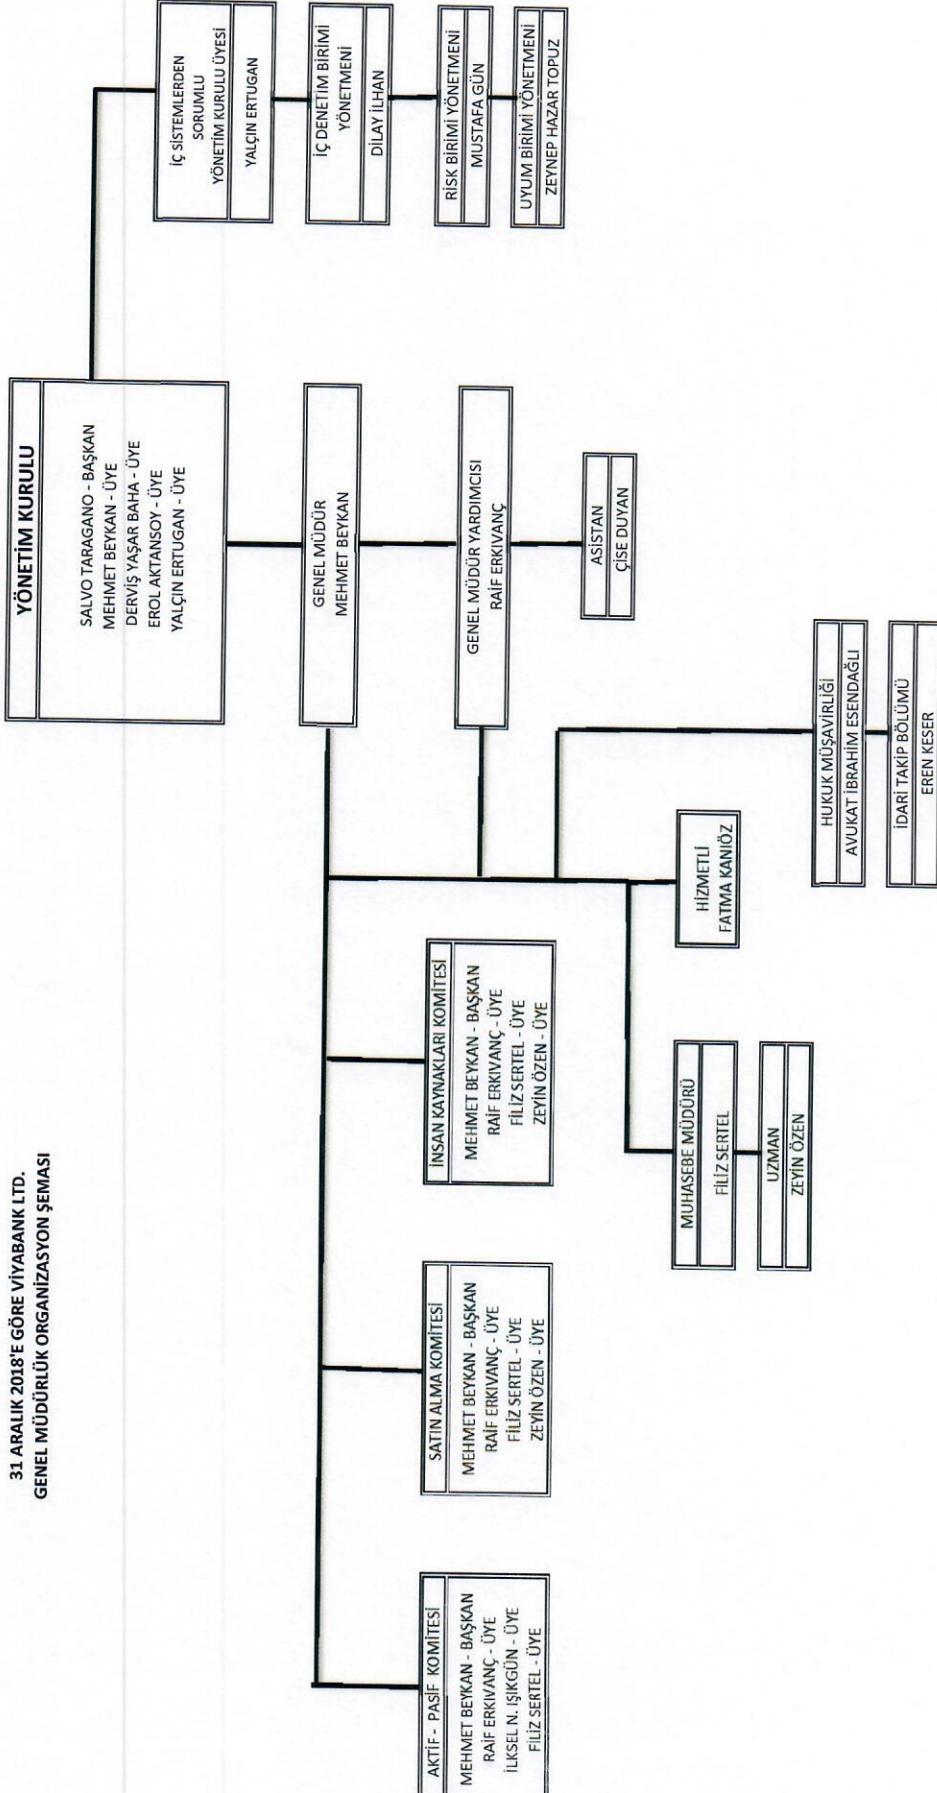 31 ARALIK 2018'E GÖRE VİYABANK LTD.
GENEL MÜDÜRLÜK ORGANİZASYON ŞEMASI
YÖNETİM KURULU
SALVO TARAGANO - BAŞKAN
MEHMET BEYKAN - ÜYE
DERVİŞ YAŞAR BAHA - ÜYE
EROL AKTANSOY - ÜYE
YALÇIN ERTUGAN - ÜYE
İÇ SİSTEMLERDEN
SORUMLU
YÖNETİM KURULU ÜYESİ
YALÇIN ERTUGAN
İÇ DENETİM BİRİMİ
YÖNETMENİ
DİLAY İLHAN
RİSK BİRİMİ YÖNETMENİ
MUSTAFA GÜN
UYUM BİRİMİ YÖNETMENİ
ZEYNEP HAZAR TOPUZ
GENEL MÜDÜR
MEHMET BEYKAN
GENEL MÜDÜR YARDIMCISI
RAİF ERKIVANÇ
ASİSTAN
ÇİSE DUYAN
AKTİF - PASİF KOMİTESİ
MEHMET BEYKAN - BAŞKAN
RAİF ERKIVANÇ - ÜYE
İLKSEL N. IŞIKGÜN - ÜYE
FİLİZ SERTEL - ÜYE
SATIN ALMA KOMİTESİ
MEHMET BEYKAN - BAŞKAN
RAİF ERKIVANÇ - ÜYE
FİLİZ SERTEL - ÜYE
ZEYİN ÖZEN - ÜYE
İNSAN KAYNAKLARI KOMİTESİ
MEHMET BEYKAN - BAŞKAN
RAİF ERKIVANÇ - ÜYE
FİLİZ SERTEL - ÜYE
ZEYİN ÖZEN - ÜYE
MUHASEBE MÜDÜRÜ
FİLİZ SERTEL
UZMAN
ZEYİN ÖZEN
HİZMETLİ
FATMA KANIÖZ
HUKUK MÜŞAVİRLİĞİ
AVUKAT İBRAHİM ESENDAĞLI
İDARİ TAKİP BÖLÜMÜ
EREN KESER